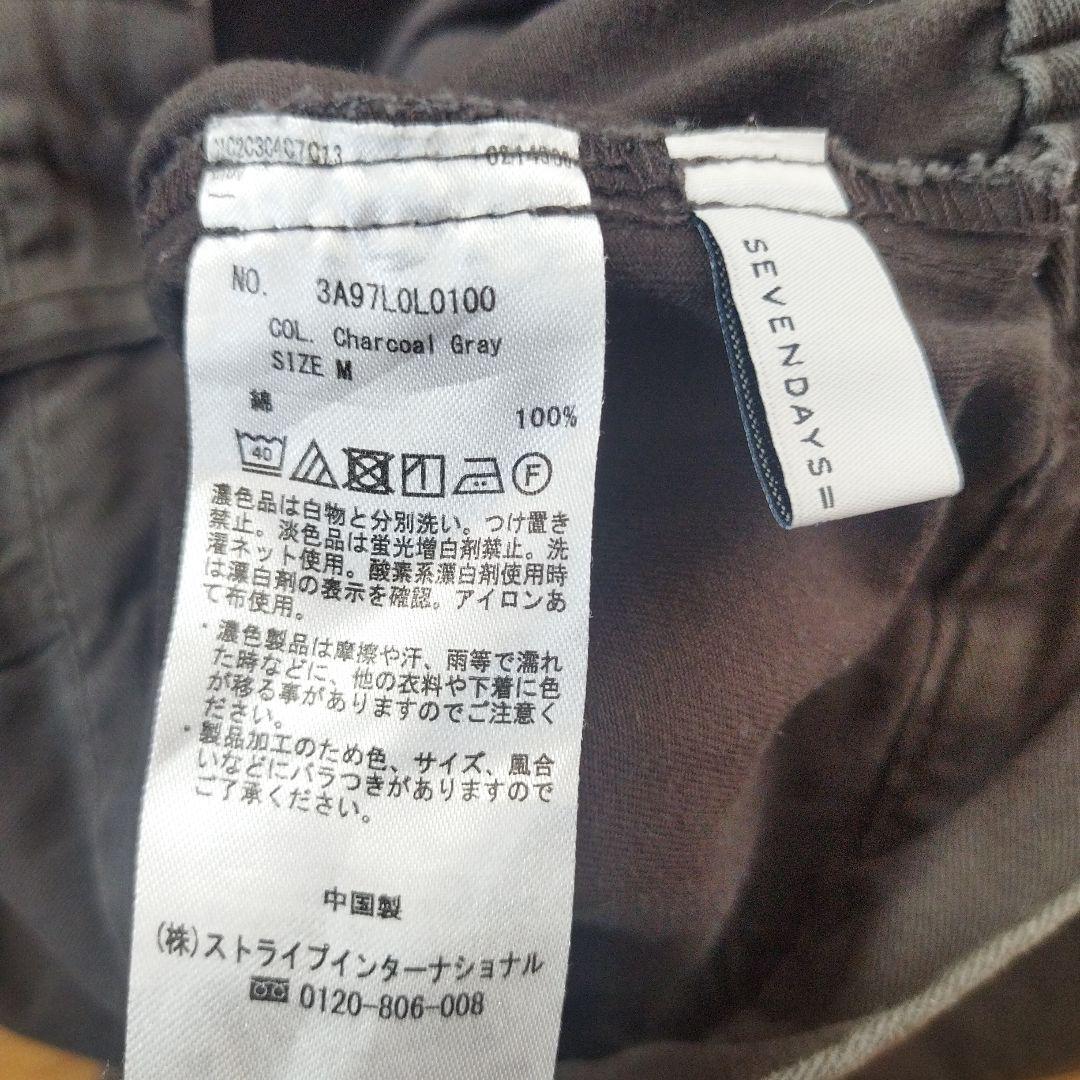 NO. 3A97L0L0100
COL. Charcoal Gray
SIZE M
綿 100%
40
F
濃色品は白物と分別洗い。つけ置き
禁止。淡色品は蛍光増白剤禁止。洗
濯ネット使用。酸素系漂白剤使用時
は漂白剤の表示を確認。アイロンあ
て布使用。
・濃色製品は摩擦や汗、雨等で濡れ
た時などに、他の衣料や下着に色
が移る事がありますのでご注意く
ださい。
・製品加工のため色、サイズ、風合
いなどにバラつきがありますので
ご了承ください。
中国製
(株)ストライプインターナショナル
0120-806-008
SEVENDAYS=